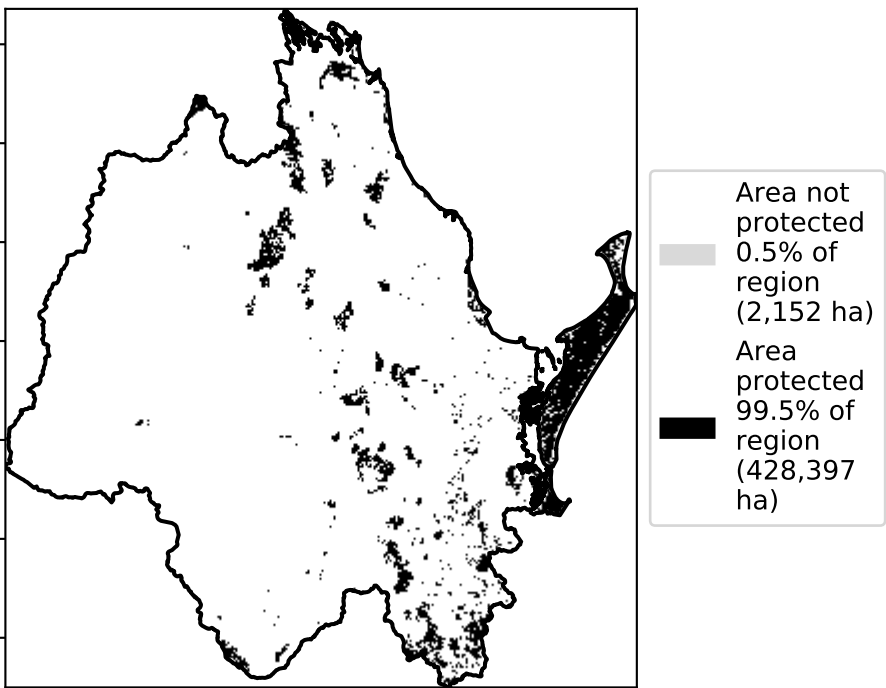 Area not
protected
0.5% of
region
(2,152 ha)
Area
protected
99.5% of
region
(428,397
ha)